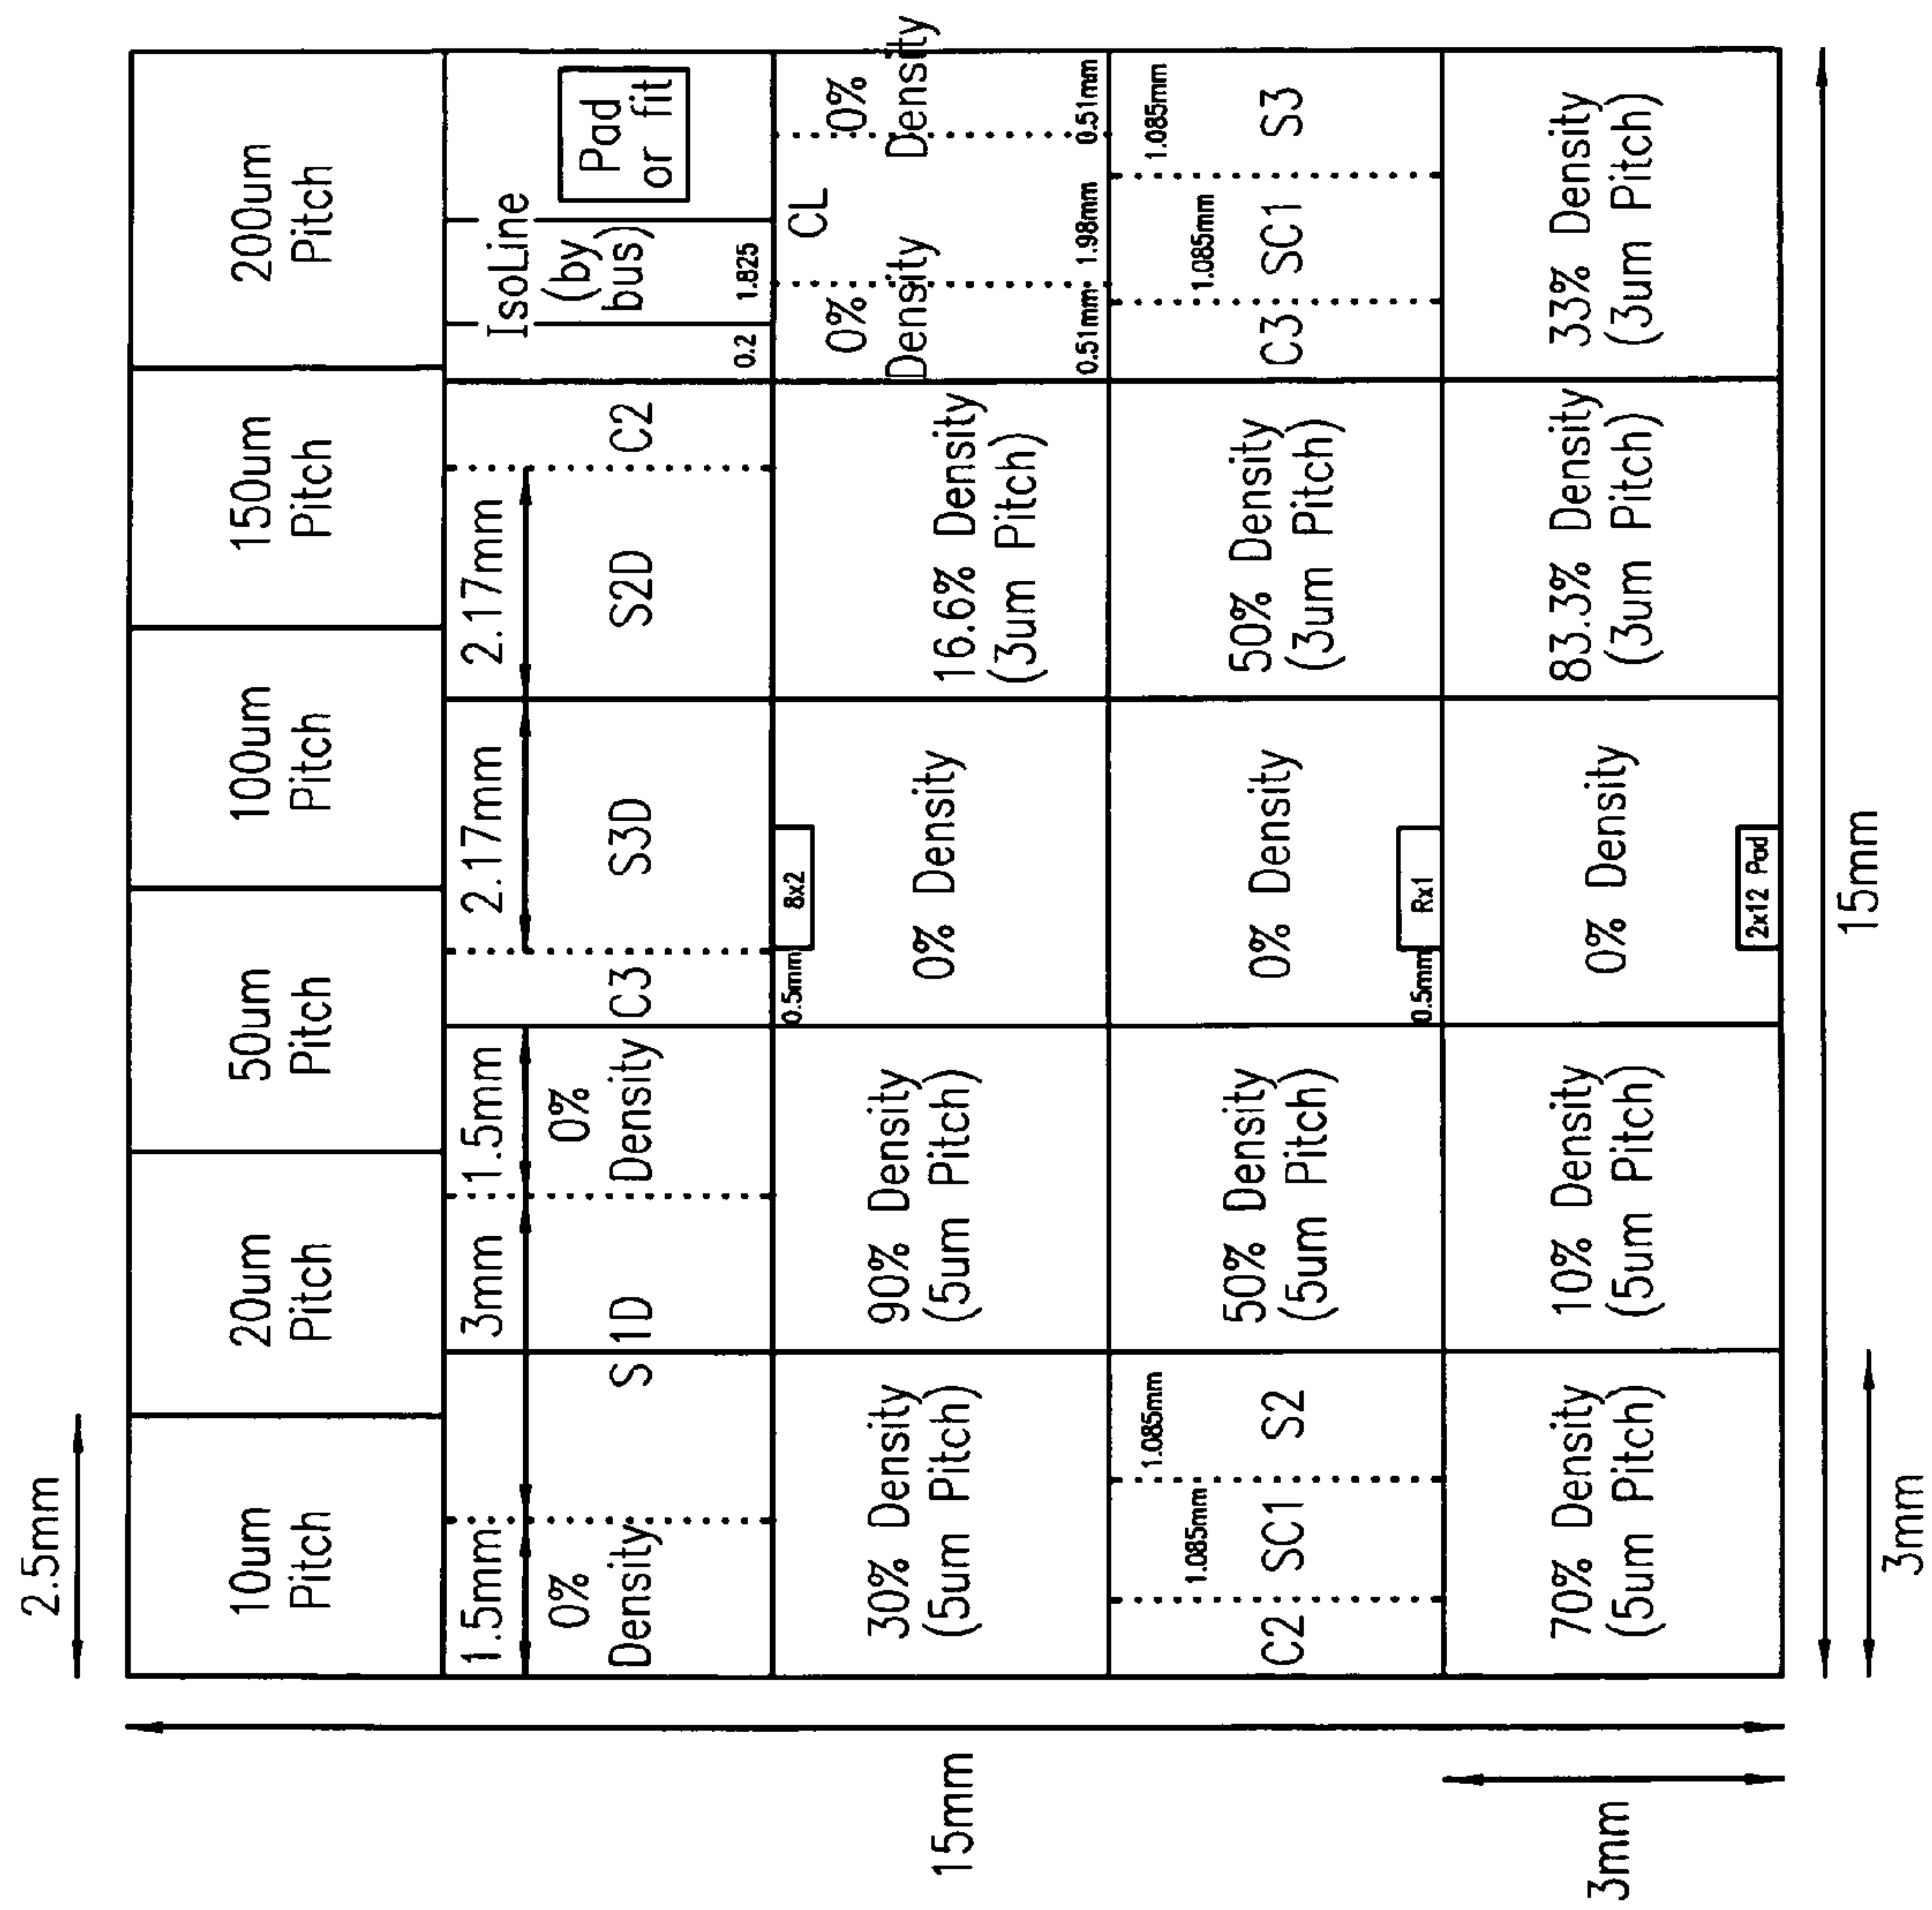 2.5mm
10um
Pitch
20um
Pitch
50um
Pitch
100um
Pitch
150um
Pitch
200um
Pitch
1.5mm
3mm
1.5mm
2.17mm
2.17mm
0%
Density
S 1D
0%
Density
C3
S3D
S2D
C2
IsoLine
(by
bus)
0.2
1.825
Pad
or fit
30% Density
(5um Pitch)
90% Density
(5um Pitch)
8x2
0.5mm
0% Density
16.6% Density
(3um Pitch)
0%
Density
CL
0%
Density
0.51mm
1.98mm
0.51mm
1.085mm
1.085mm
C2
SC1
S2
50% Density
(5um Pitch)
0% Density
0.5mm
Rx1
50% Density
(3um Pitch)
1.085mm
1.085mm
C3
SC1
S3
70% Density
(5um Pitch)
10% Density
(5um Pitch)
0% Density
2x12 Pad
83.3% Density
(3um Pitch)
33% Density
(3um Pitch)
15mm
3mm
15mm
3mm